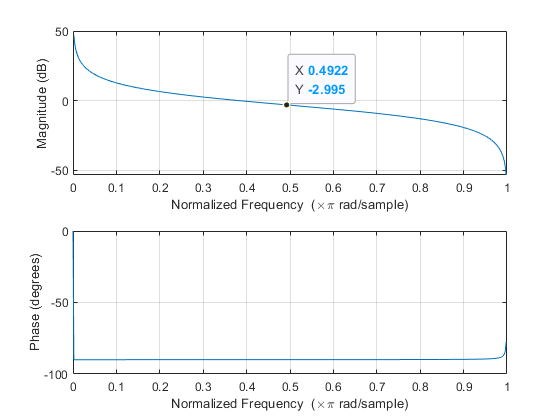 50
0
-50
Magnitude (dB)
X 0.4922
Y -2.995
0 0.1 0.2 0.3 0.4 0.5 0.6 0.7 0.8 0.9 1
Normalized Frequency (×π rad/sample)
0
-50
-100
Phase (degrees)
0 0.1 0.2 0.3 0.4 0.5 0.6 0.7 0.8 0.9 1
Normalized Frequency (×π rad/sample)